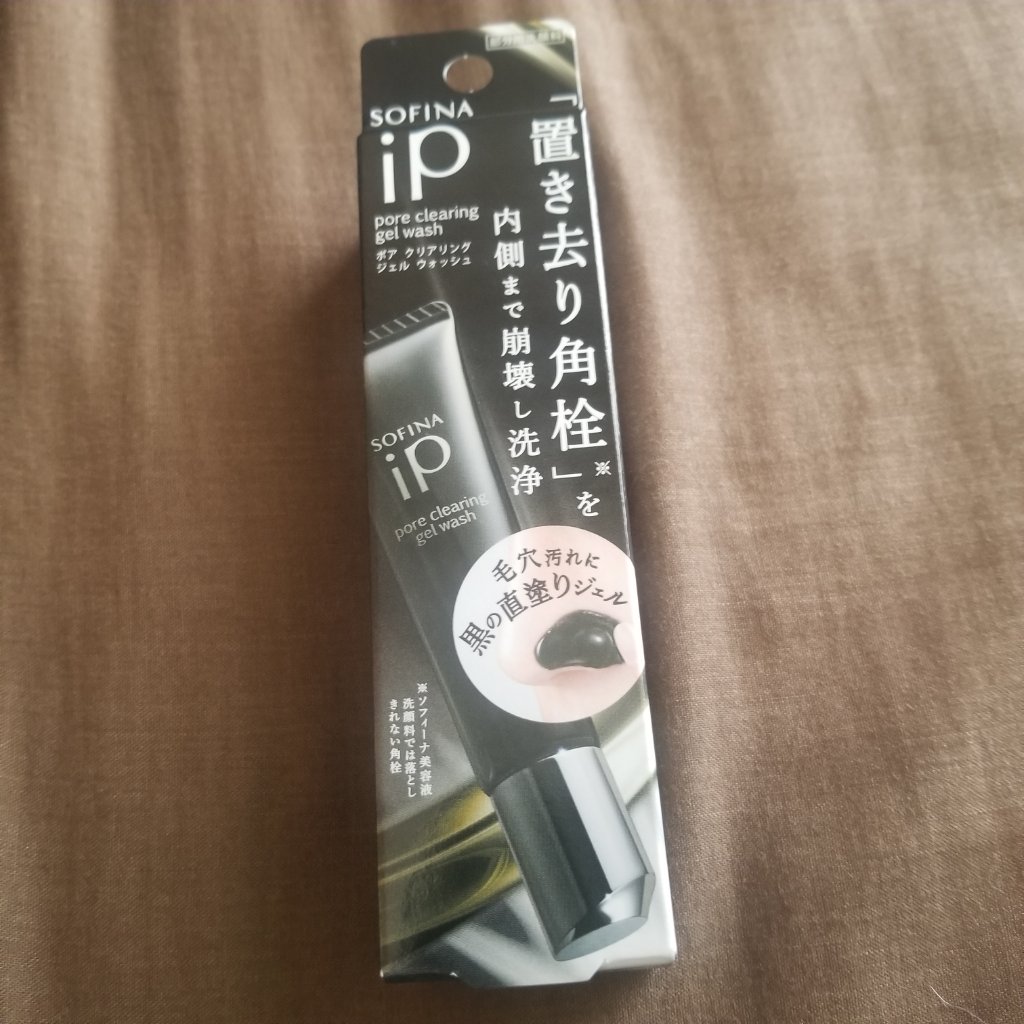 SOFINA
iP
pore clearing
gel wash
ポア クリアリング
ジェル ウォッシュ
「置き去り角栓」※を
内側まで崩壊し洗浄
SOFINA
iP
pore clearing
gel wash
毛穴汚れに
黒の直塗りジェル
※ソフィーナ美容液
洗顔料では落とし
きれない角栓